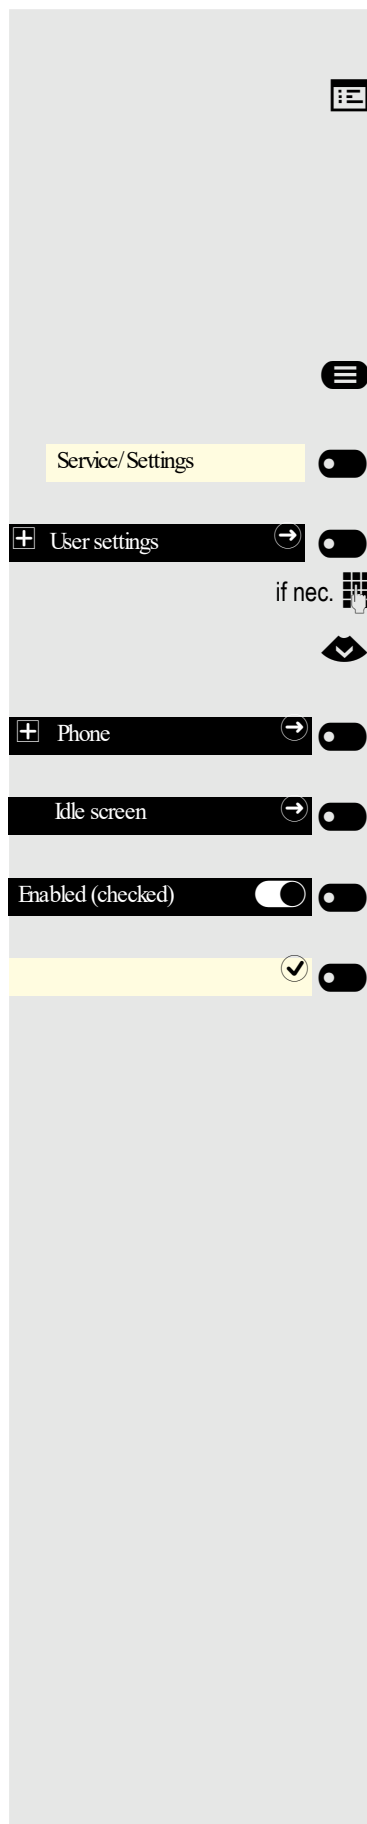 Service/Settings
User settings
if nec.
Phone
Idle screen
Enabled (checked)